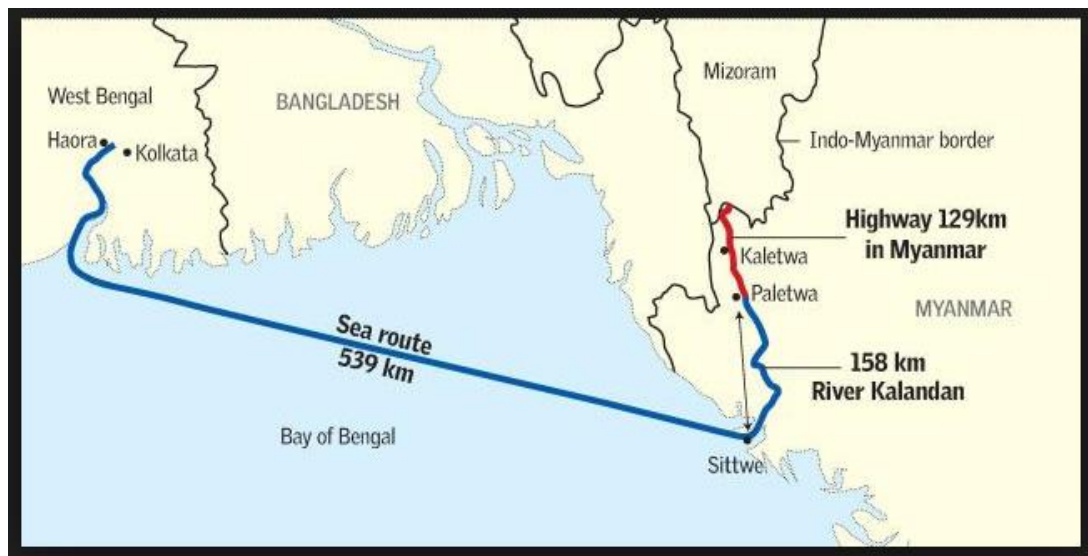 Mizoram
West Bengal
BANGLADESH
Haora
Kolkata
Indo-Myanmar border
Highway 129km
in Myanmar
Kaletwa
Paletwa
MYANMAR
Sea route
539 km
158 km
River Kalandan
Bay of Bengal
Sittwe